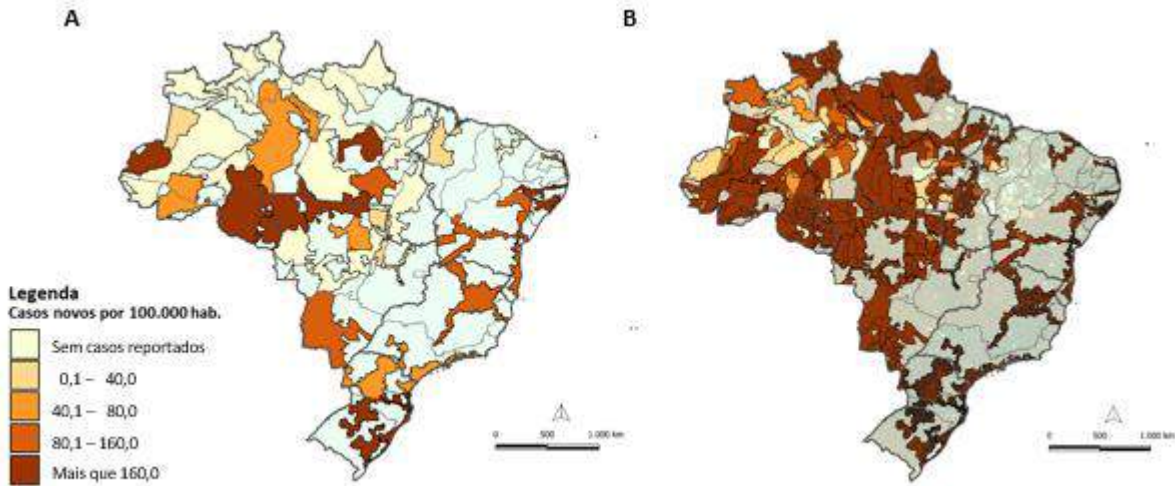 A
B
Legenda
Casos novos por 100.000 hab.
Sem casos reportados
0,1 – 40,0
40,1 – 80,0
80,1 – 160,0
Mais que 160,0
0 500 1.000 km
0 500 1.000 km